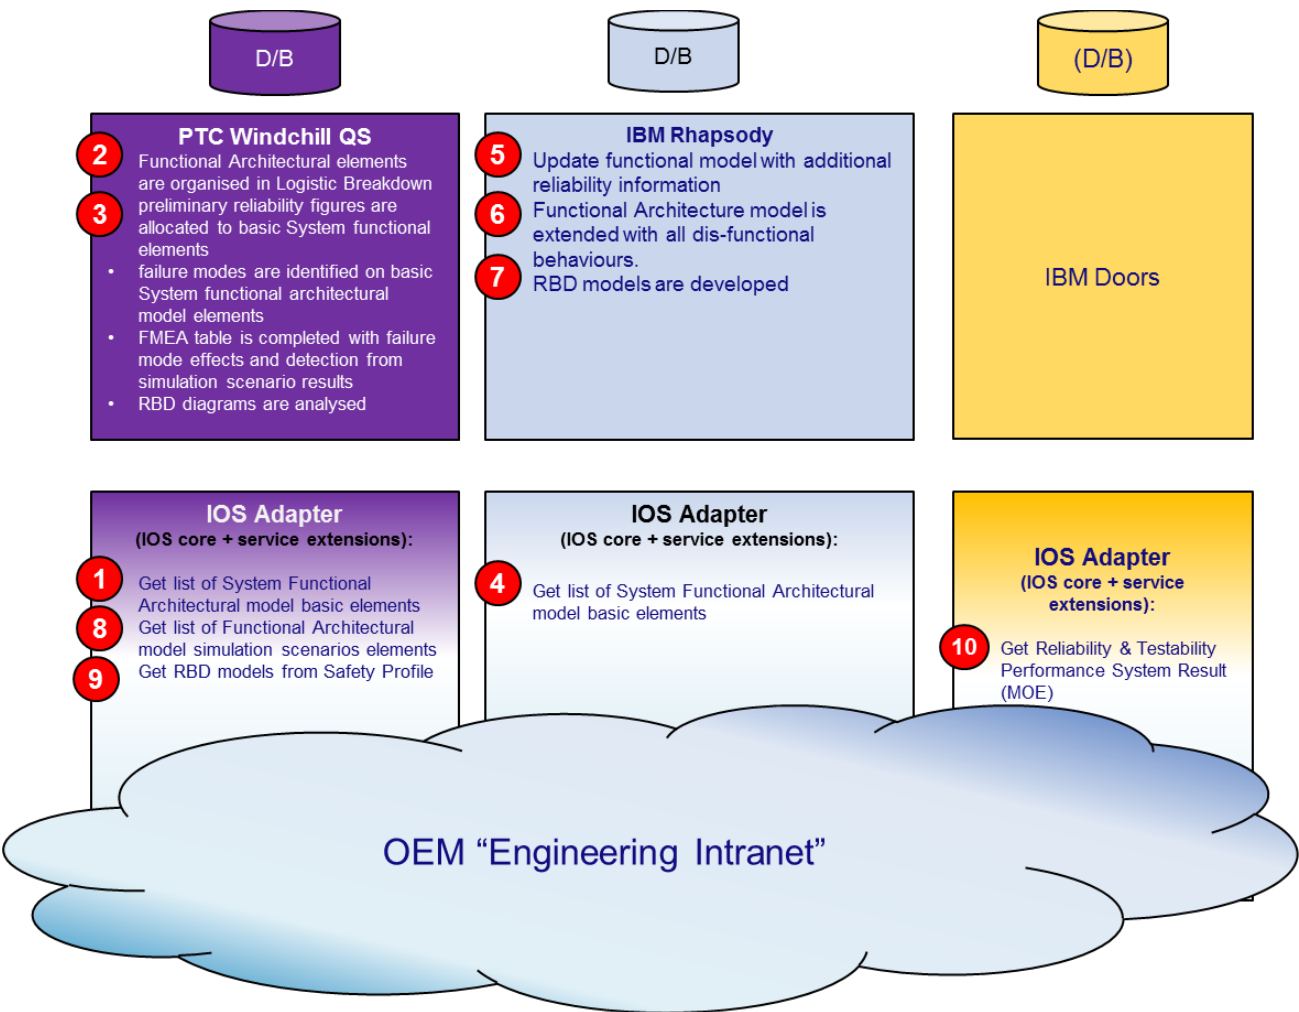 D/B
D/B
(D/B)
PTC Windchill QS
2
Functional Architectural elements
are organised in Logistic Breakdown
3
preliminary reliability figures are
allocated to basic System functional
elements
• failure modes are identified on basic
System functional architectural
model elements
• FMEA table is completed with failure
mode effects and detection from
simulation scenario results
• RBD diagrams are analysed
IBM Rhapsody
5
Update functional model with additional
reliability information
6
Functional Architecture model is
extended with all dis-functional
behaviours.
7
RBD models are developed
IBM Doors
IOS Adapter
(IOS core + service extensions):
1
Get list of System Functional
Architectural model basic elements
8
Get list of Functional Architectural
model simulation scenarios elements
9
Get RBD models from Safety Profile
IOS Adapter
(IOS core + service extensions):
4
Get list of System Functional Architectural
model basic elements
IOS Adapter
(IOS core + service
extensions):
10
Get Reliability & Testability
Performance System Result
(MOE)
OEM “Engineering Intranet”